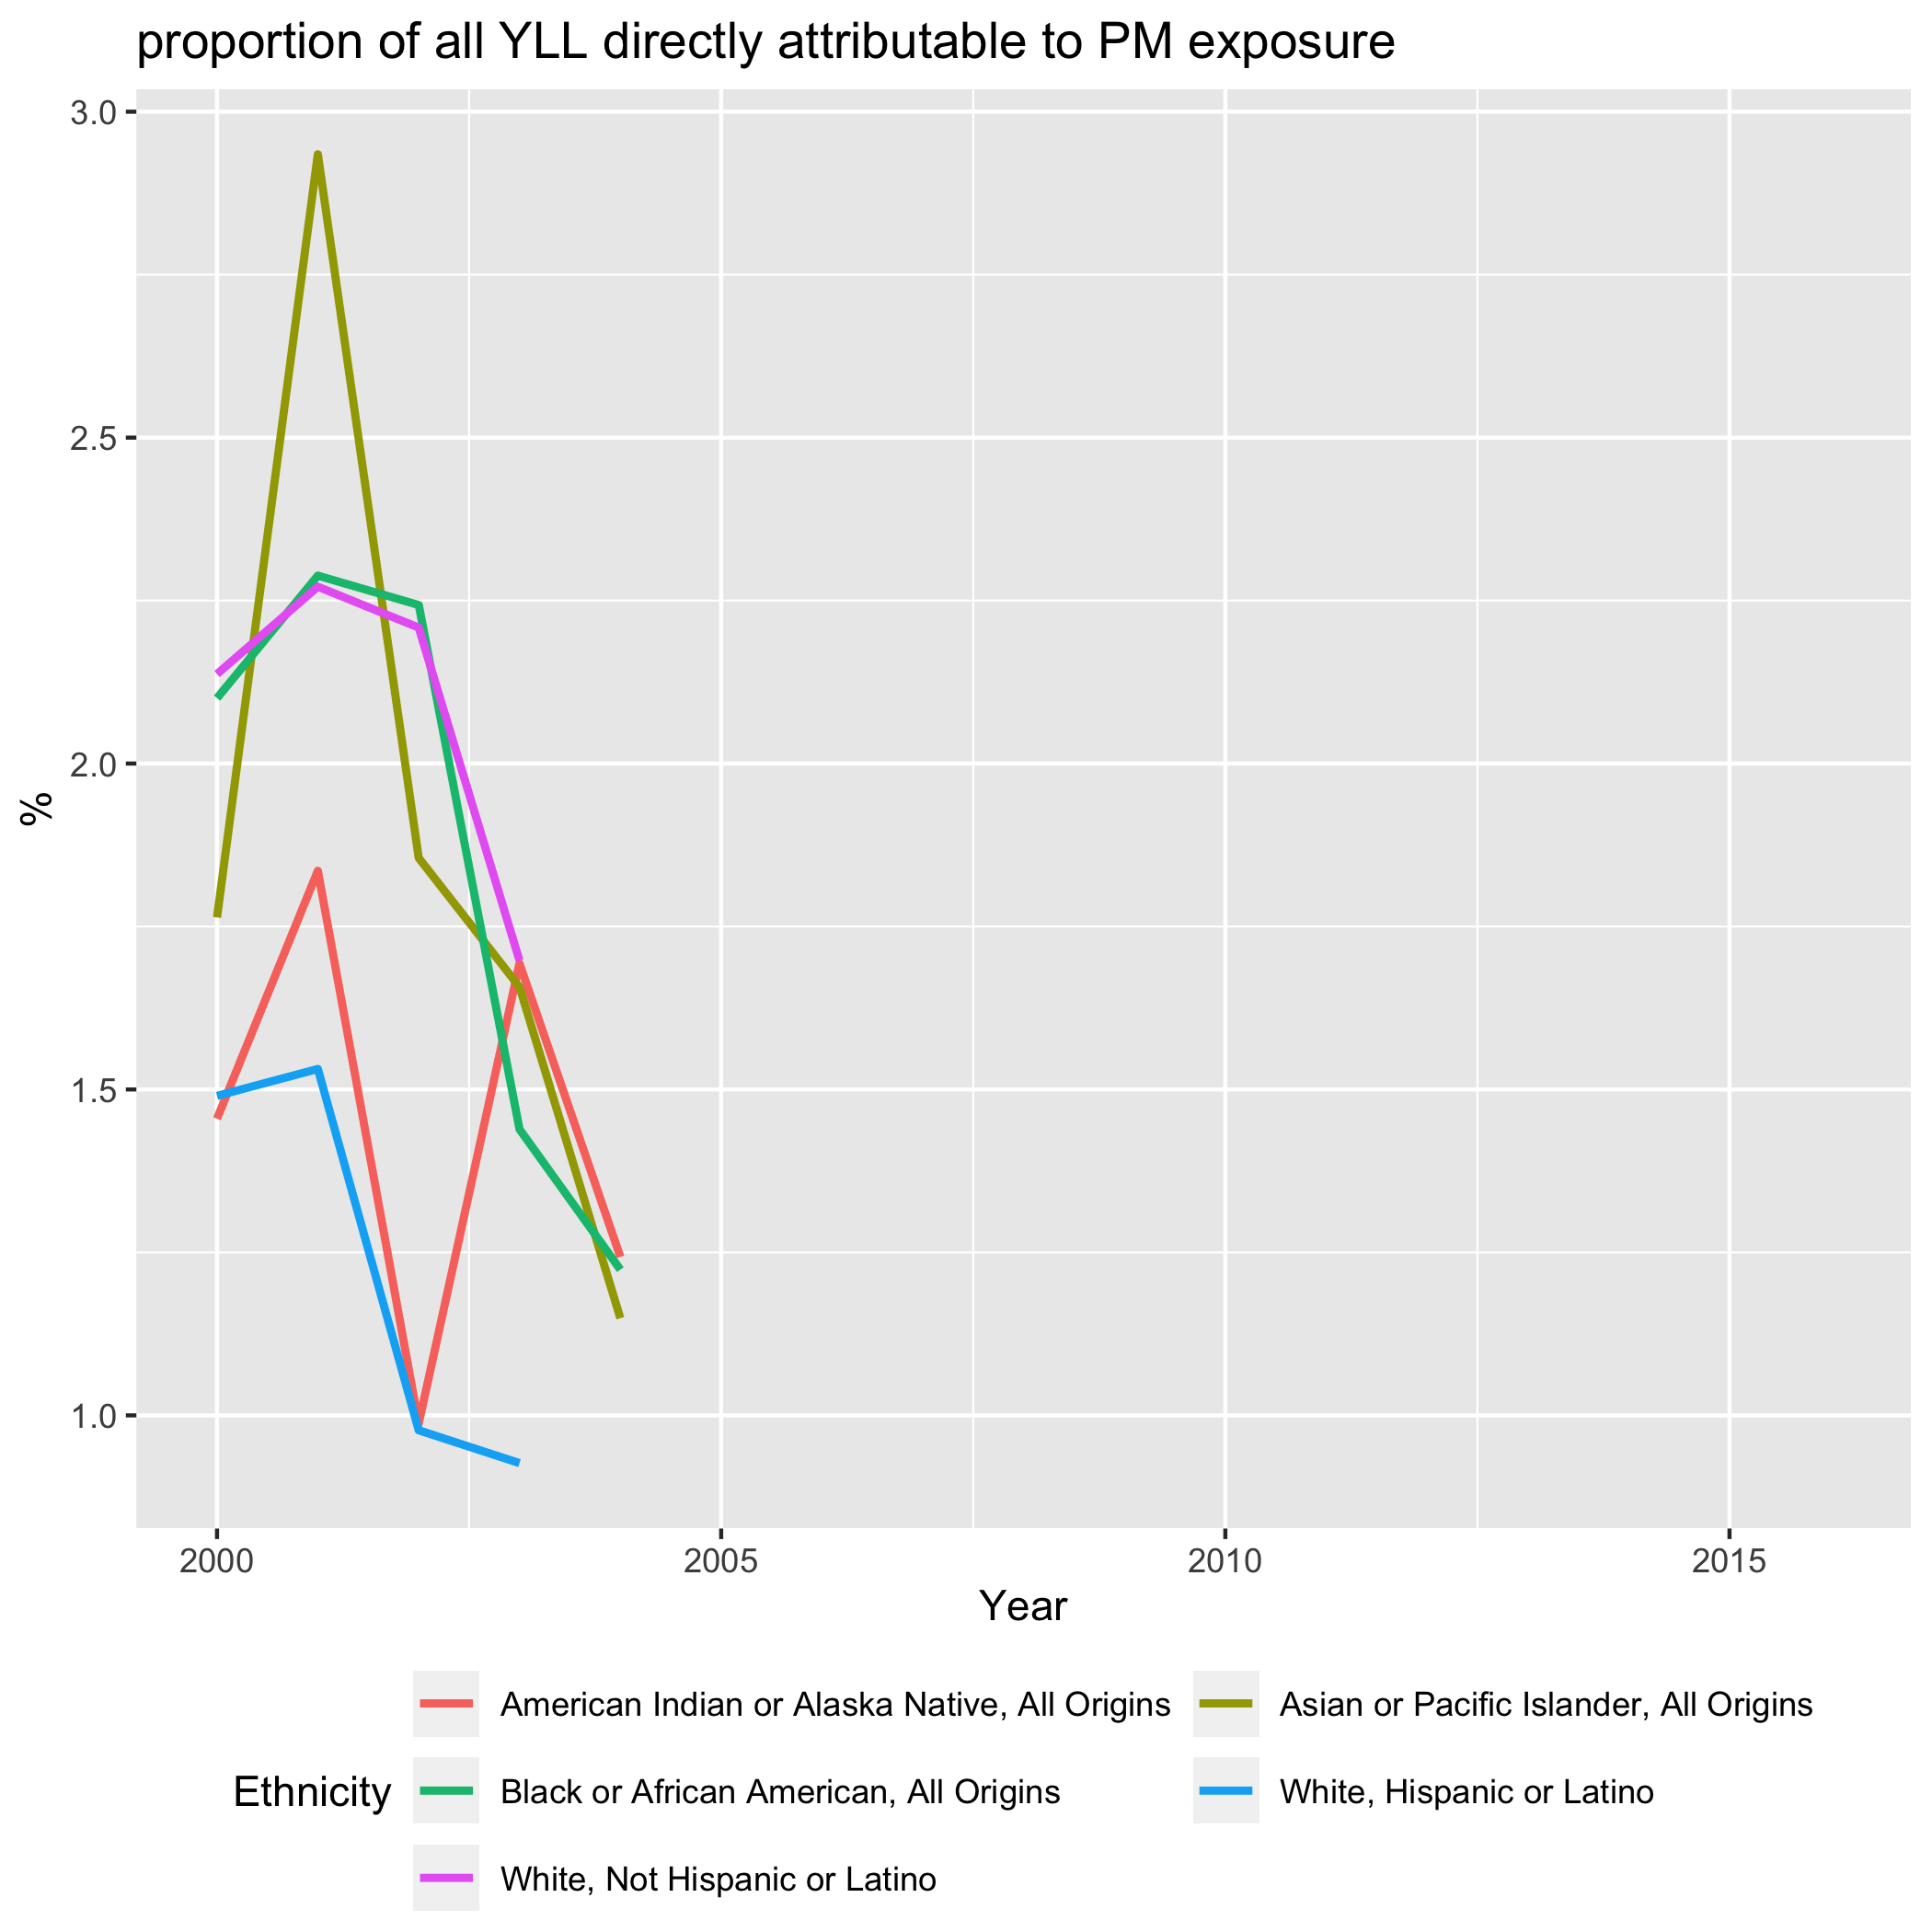 proportion of all YLL directly attributable to PM exposure
3.0
2.5
2.0
1.5
1.0
%
2000 2005 2010 2015
Year
Ethnicity
American Indian or Alaska Native, All Origins
Asian or Pacific Islander, All Origins
Black or African American, All Origins
White, Hispanic or Latino
White, Not Hispanic or Latino